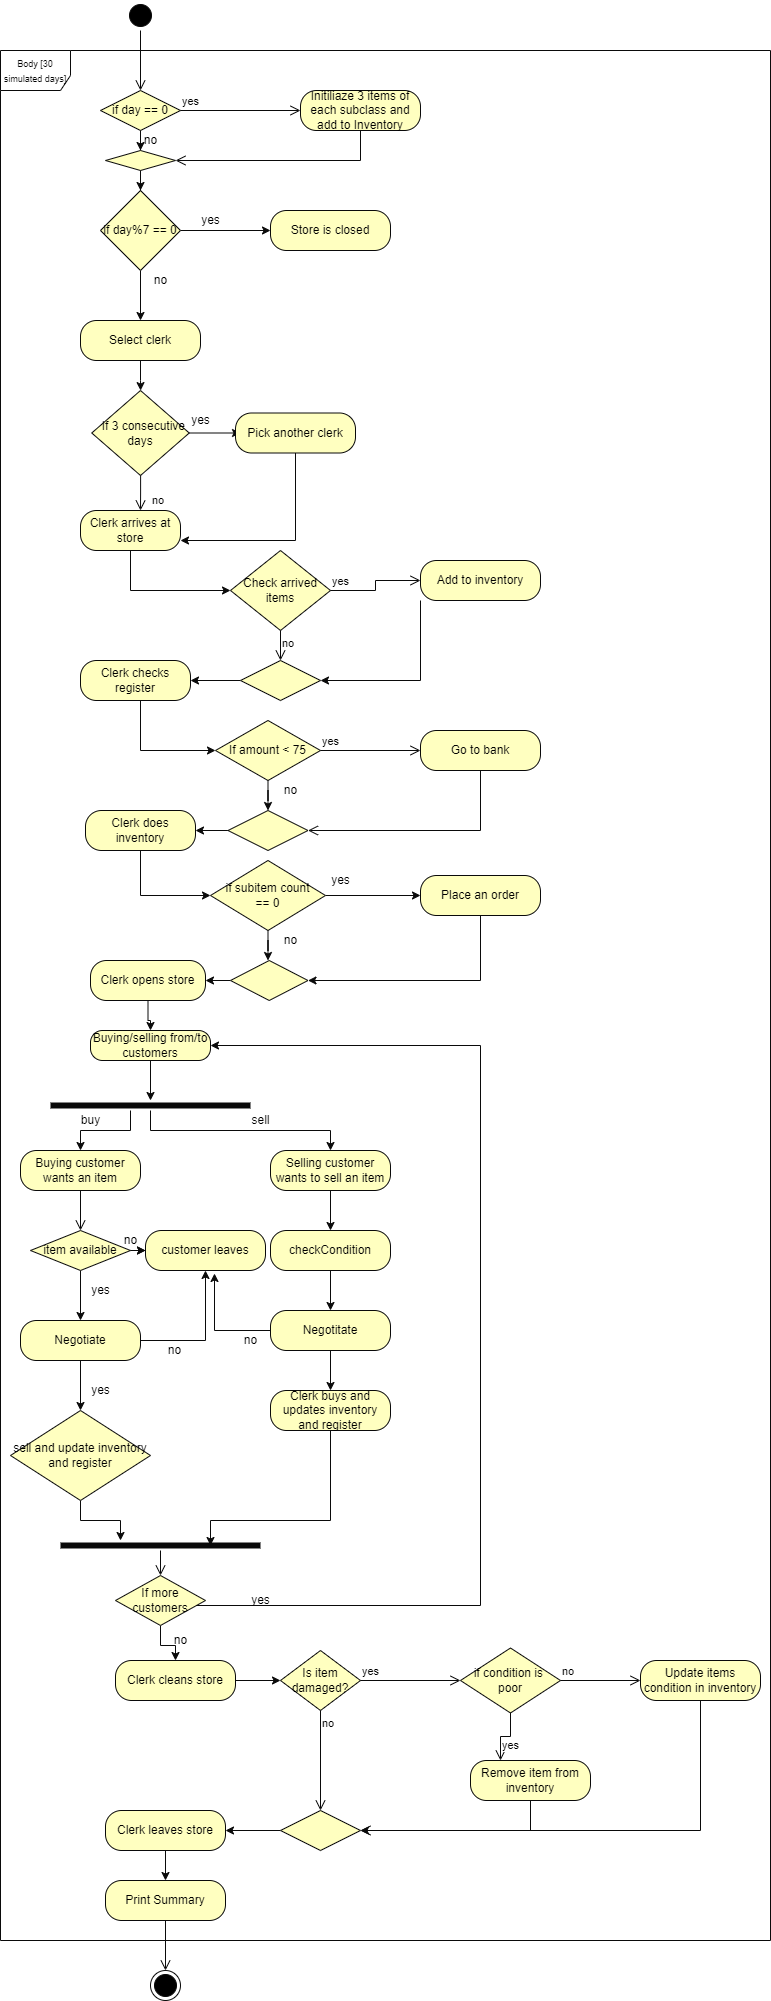 Body [30
simulated days]
if day == 0
yes
Initiliaze 3 items of
each subclass and
add to Inventory
no
if day%7 == 0
yes
Store is closed
no
Select clerk
If 3 consecutive
days
yes
Pick another clerk
no
Clerk arrives at
store
Check arrived
items
yes
Add to inventory
no
Clerk checks
register
If amount < 75
yes
Go to bank
no
Clerk does
inventory
if subitem count
== 0
yes
Place an order
no
Clerk opens store
Buying/selling from/to
customers
buy
sell
Buying customer
wants an item
Selling customer
wants to sell an item
item available
no
customer leaves
checkCondition
yes
Negotiate
no
no
Negotitate
yes
Clerk buys and
updates inventory
and register
sell and update inventory
and register
If more
customers
yes
no
Clerk cleans store
Is item
damaged?
yes
if condition is
poor
no
Update items
condition in inventory
no
yes
Remove item from
inventory
Clerk leaves store
Print Summary